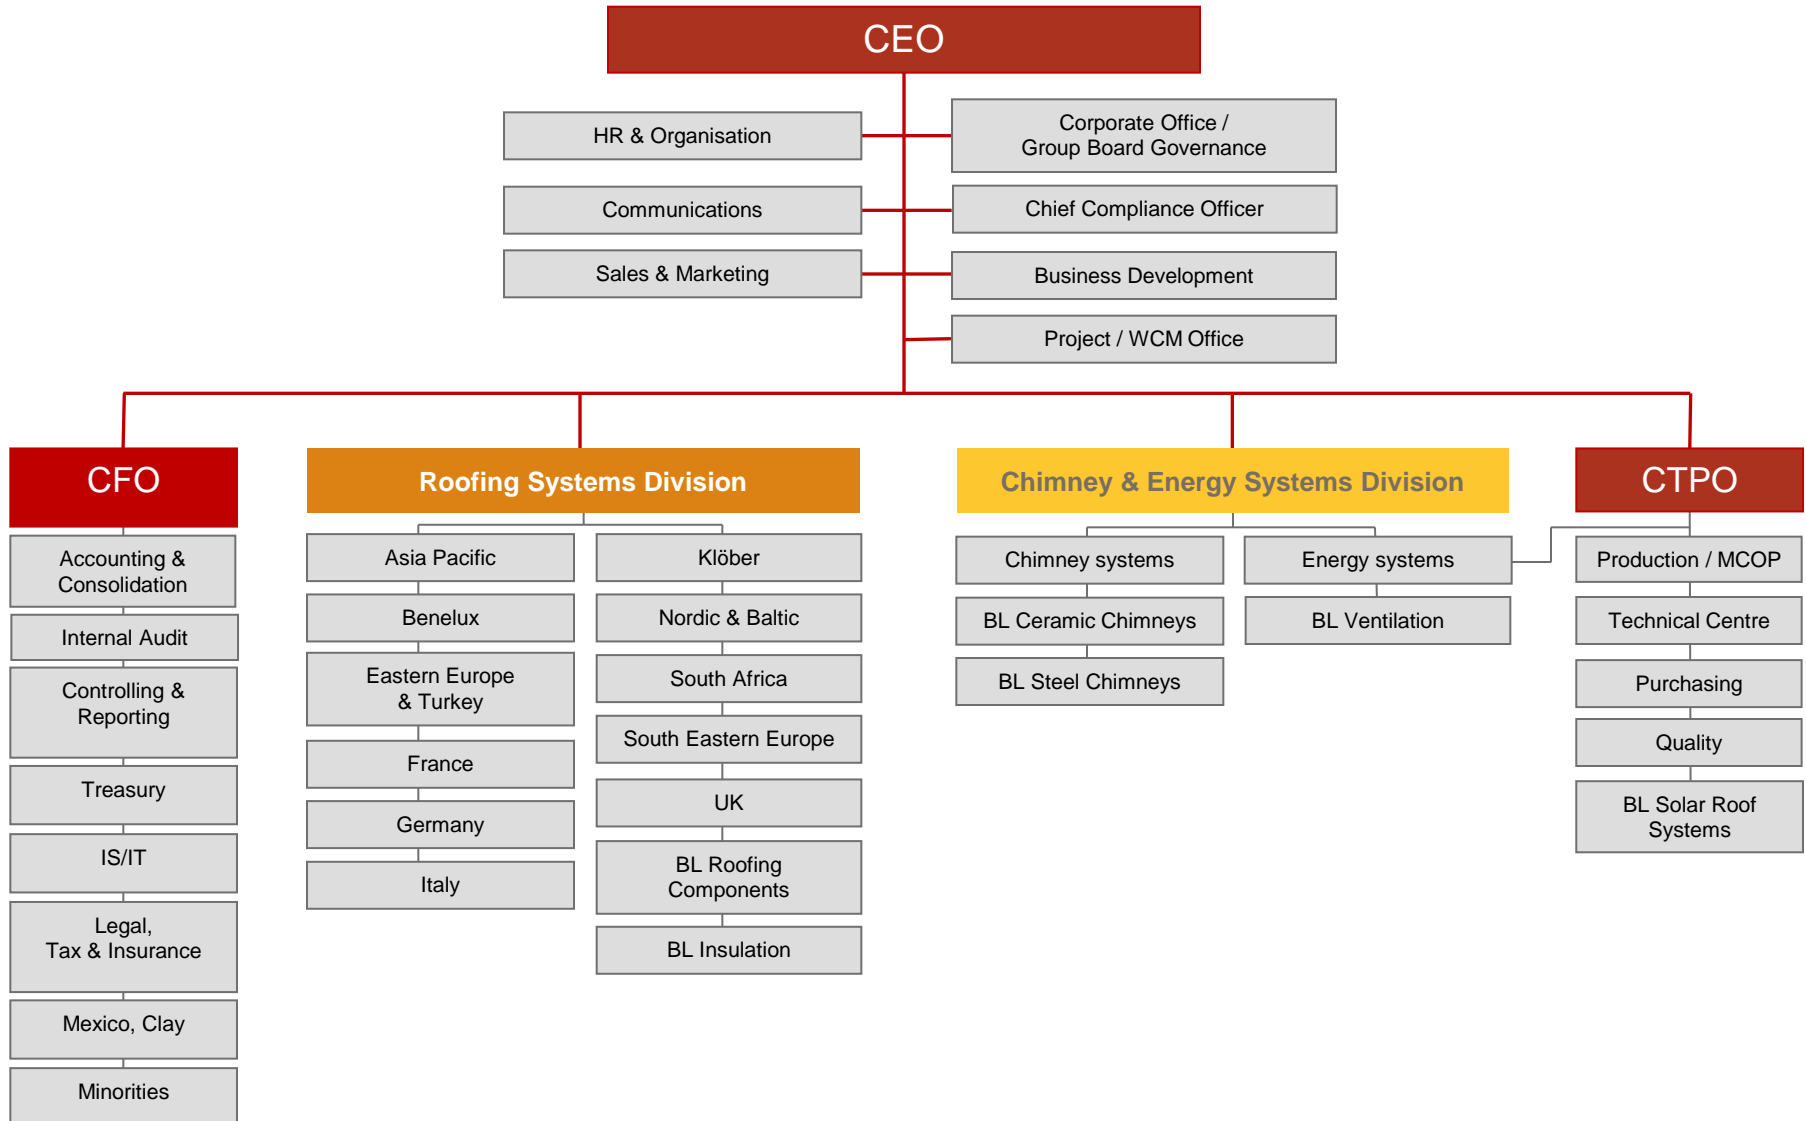 CEO
HR & Organisation
Corporate Office /
Group Board Governance
Communications
Chief Compliance Officer
Sales & Marketing
Business Development
Project / WCM Office
CFO
Accounting &
Consolidation
Internal Audit
Controlling &
Reporting
Treasury
IS/IT
Legal,
Tax & Insurance
Mexico, Clay
Minorities
Roofing Systems Division
Asia Pacific
Benelux
Eastern Europe
& Turkey
France
Germany
Italy
Klöber
Nordic & Baltic
South Africa
South Eastern Europe
UK
BL Roofing
Components
BL Insulation
Chimney & Energy Systems Division
Chimney systems
BL Ceramic Chimneys
BL Steel Chimneys
Energy systems
BL Ventilation
CTPO
Production / MCOP
Technical Centre
Purchasing
Quality
BL Solar Roof
Systems